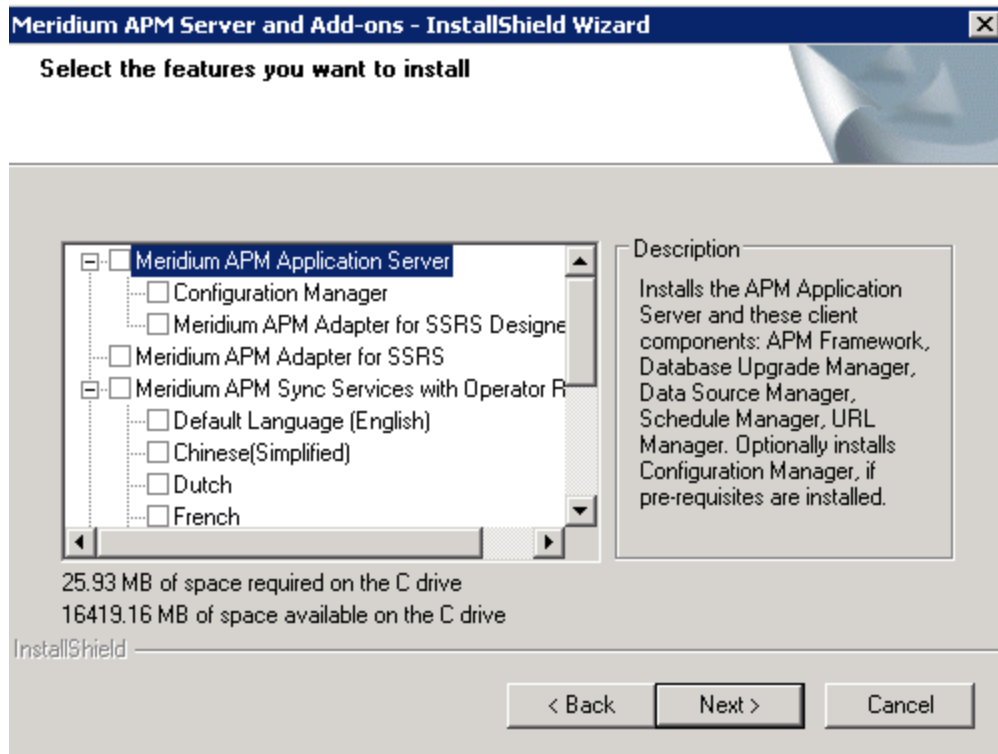 Meridium APM Server and Add-ons - InstallShield Wizard
Select the features you want to install
Meridium APM Application Server
Configuration Manager
Meridium APM Adapter for SSRS Designe
Meridium APM Adapter for SSRS
Meridium APM Sync Services with Operator R
Default Language (English)
Chinese(Simplified)
Dutch
French
Description
Installs the APM Application
Server and these client
components: APM Framework,
Database Upgrade Manager,
Data Source Manager,
Schedule Manager, URL
Manager. Optionally installs
Configuration Manager, if
pre-requisites are installed.
25.93 MB of space required on the C drive
16419.16 MB of space available on the C drive
InstallShield
< Back
Next >
Cancel